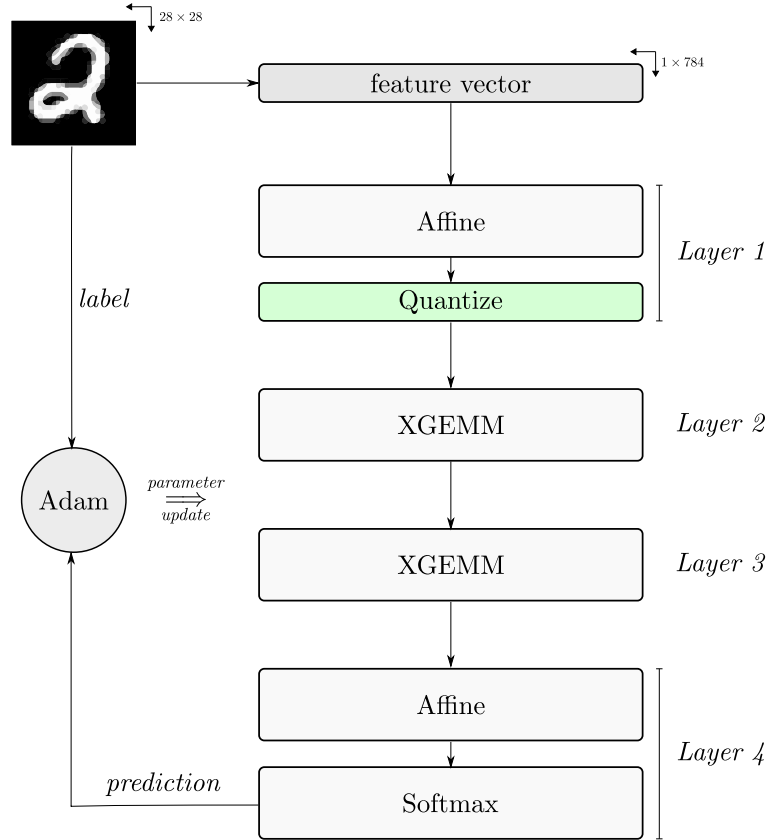 28 × 28
1 × 784
feature vector
Affine
Layer 1
Quantize
label
XGEMM
Layer 2
Adam
parameter
update
XGEMM
Layer 3
Affine
Layer 4
prediction
Softmax